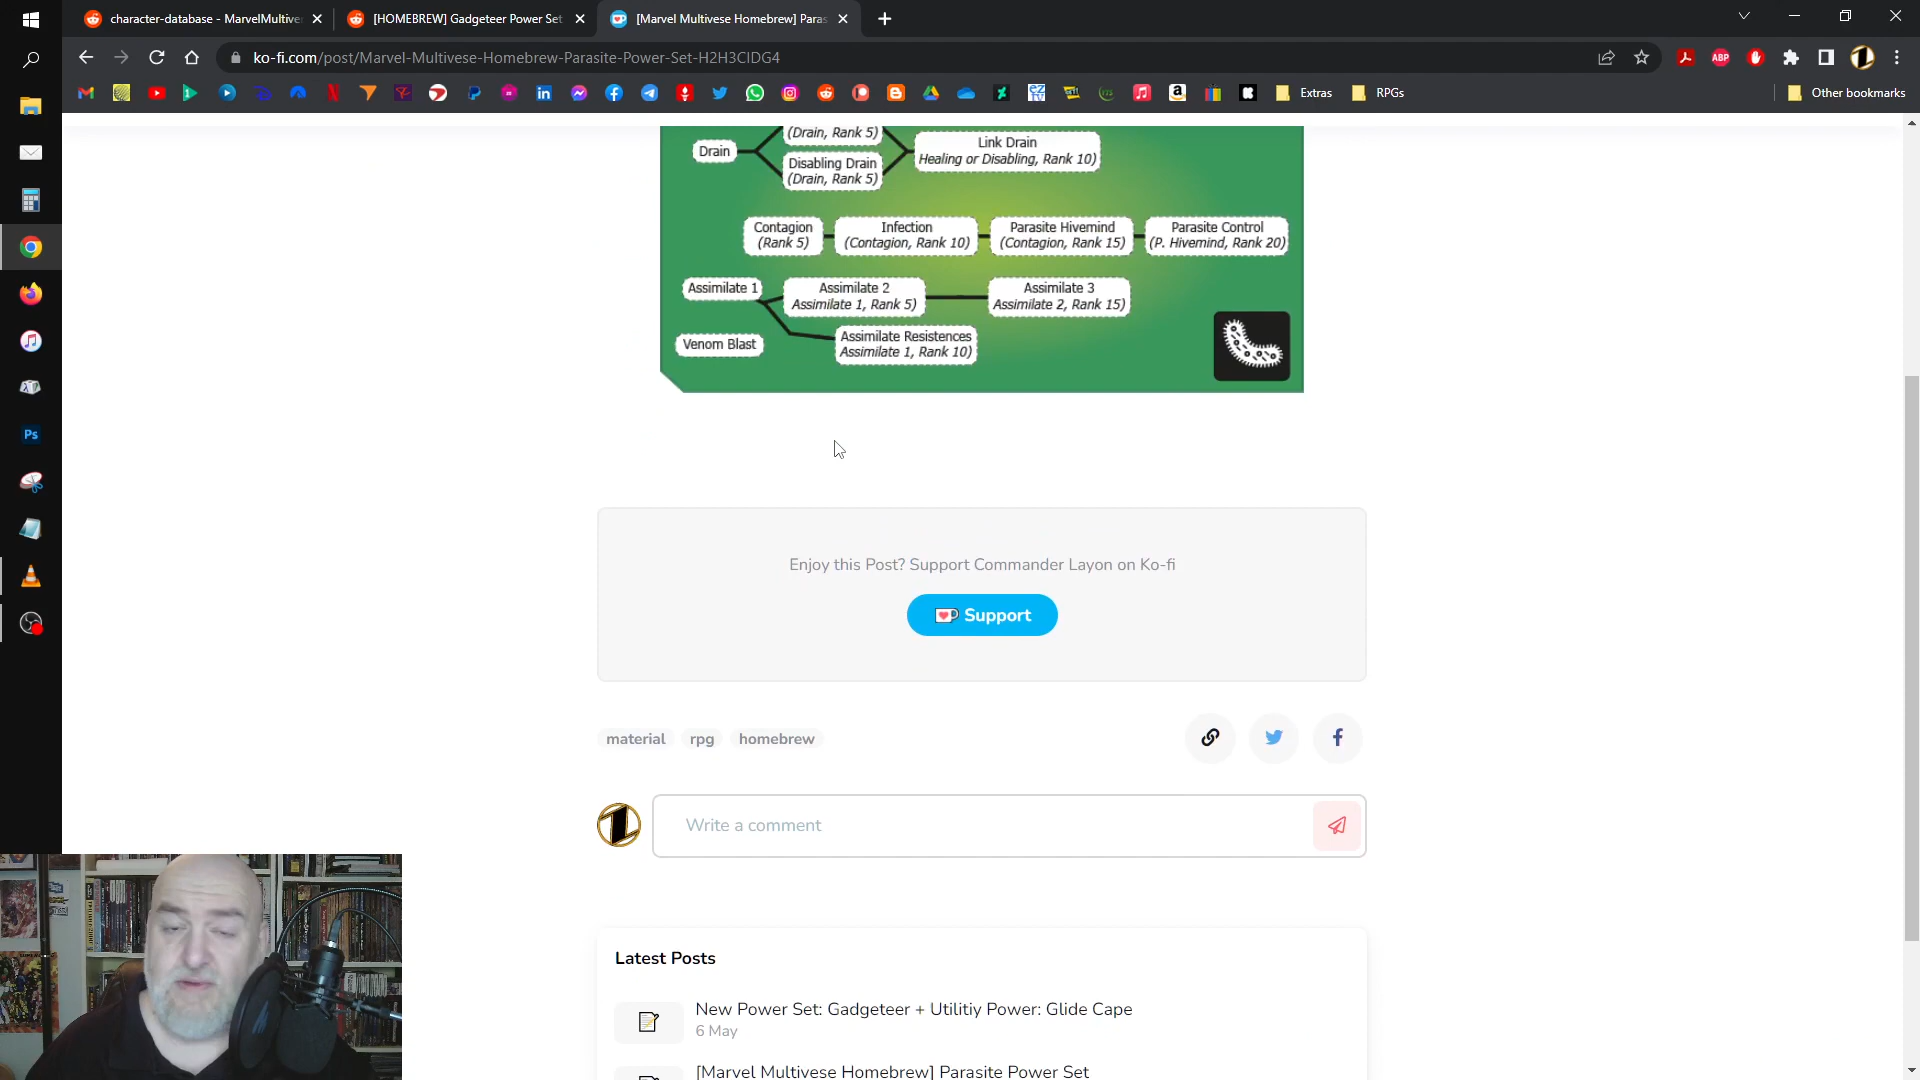 character-database - MarvelMultive
[HOMEBREW] Gadgeteer Power Set
[Marvel Multivese Homebrew] Paras
ko-fi.com/post/Marvel-Multivese-Homebrew-Parasite-Power-Set-H2H3CIDG4
ABP
Extras
RPGs
Other bookmarks
(Drain, Rank 5)
Drain
Disabling Drain
(Drain, Rank 5)
Link Drain
Healing or Disabling, Rank 10)
Contagion
(Rank 5)
Infection
(Contagion, Rank 10)
Parasite Hivemind
(Contagion, Rank 15)
Parasite Control
(P. Hivemind, Rank 20)
Assimilate 1
Assimilate 2
Assimilate 1, Rank 5)
Assimilate 3
Assimilate 2, Rank 15)
Venom Blast
Assimilate Resistences
Assimilate 1, Rank 10)
Ps
Enjoy this Post? Support Commander Layon on Ko-fi
Support
material rpg homebrew
Write a comment
Latest Posts
New Power Set: Gadgeteer + Utilitiy Power: Glide Cape
6 May
[Marvel Multivese Homebrew] Parasite Power Set